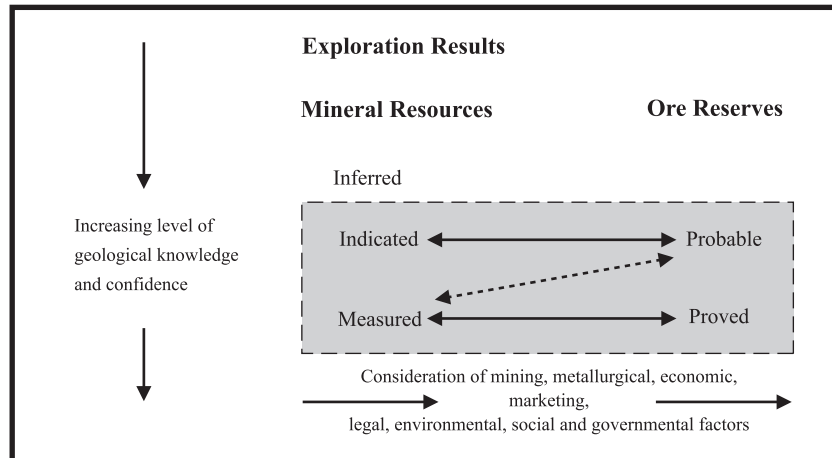 Exploration Results
Mineral Resources
Ore Reserves
Inferred
Increasing level of
geological knowledge
and confidence
Indicated
Probable
Measured
Proved
Consideration of mining, metallurgical, economic,
marketing,
legal, environmental, social and governmental factors